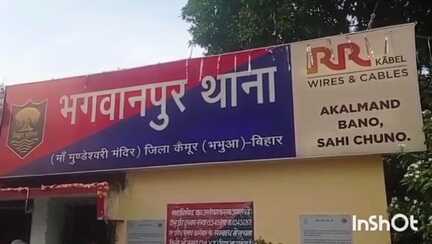 भगवानपुर थाना
(माँ मुण्डेश्वरी मंदिर) जिला कैमूर (भभुआ)-बिहार
RR KABEL
WIRES & CABLES
AKALMAND
BANO,
SAHI CHUNO.
InShOt